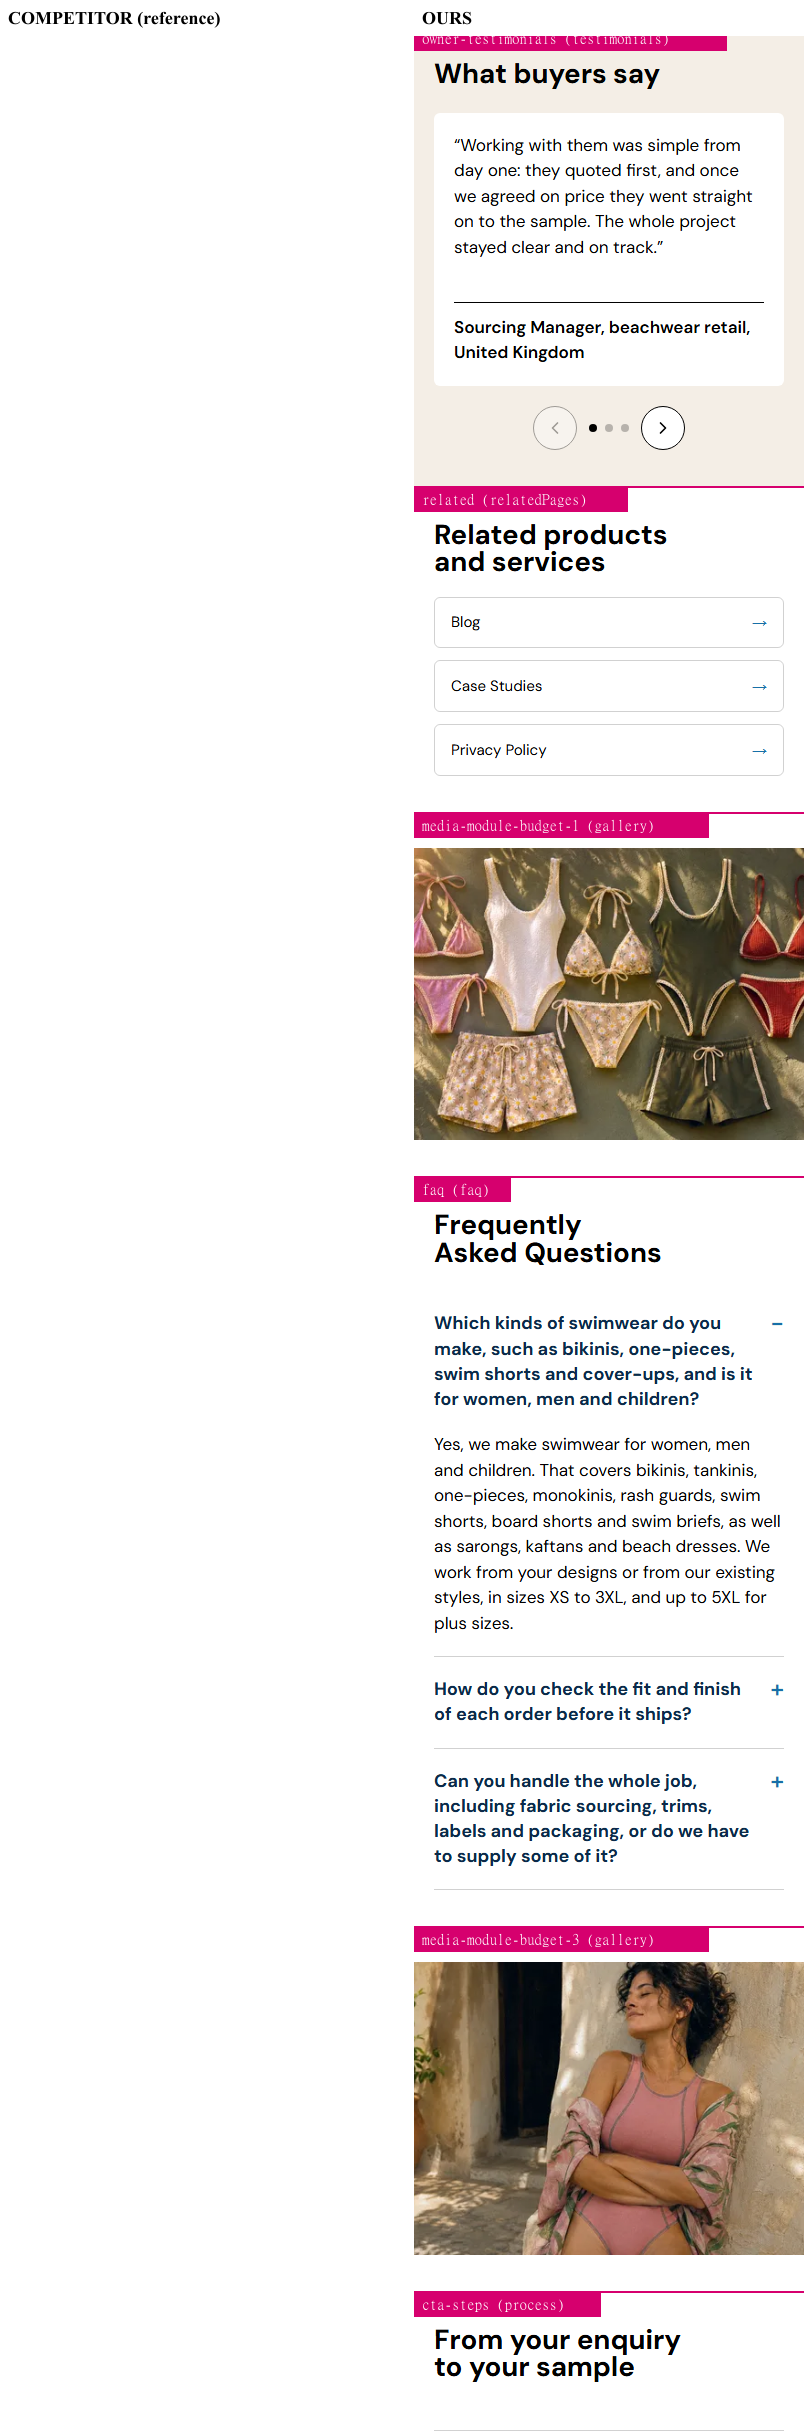 COMPETITOR (reference)
OURS
owner-testimonials (testimonials)
What buyers say
“Working with them was simple from
day one: they quoted first, and once
we agreed on price they went straight
on to the sample. The whole project
stayed clear and on track.”
Sourcing Manager, beachwear retail,
United Kingdom
related (relatedPages)
Related products
and services
Blog
→
Case Studies
→
Privacy Policy
→
media-module-budget-1 (gallery)
faq (faq)
Frequently
Asked Questions
Which kinds of swimwear do you
make, such as bikinis, one-pieces,
swim shorts and cover-ups, and is it
for women, men and children?
Yes, we make swimwear for women, men
and children. That covers bikinis, tankinis,
one-pieces, monokinis, rash guards, swim
shorts, board shorts and swim briefs, as well
as sarongs, kaftans and beach dresses. We
work from your designs or from our existing
styles, in sizes XS to 3XL, and up to 5XL for
plus sizes.
How do you check the fit and finish
of each order before it ships?
Can you handle the whole job,
including fabric sourcing, trims,
labels and packaging, or do we have
to supply some of it?
media-module-budget-3 (gallery)
cta-steps (process)
From your enquiry
to your sample